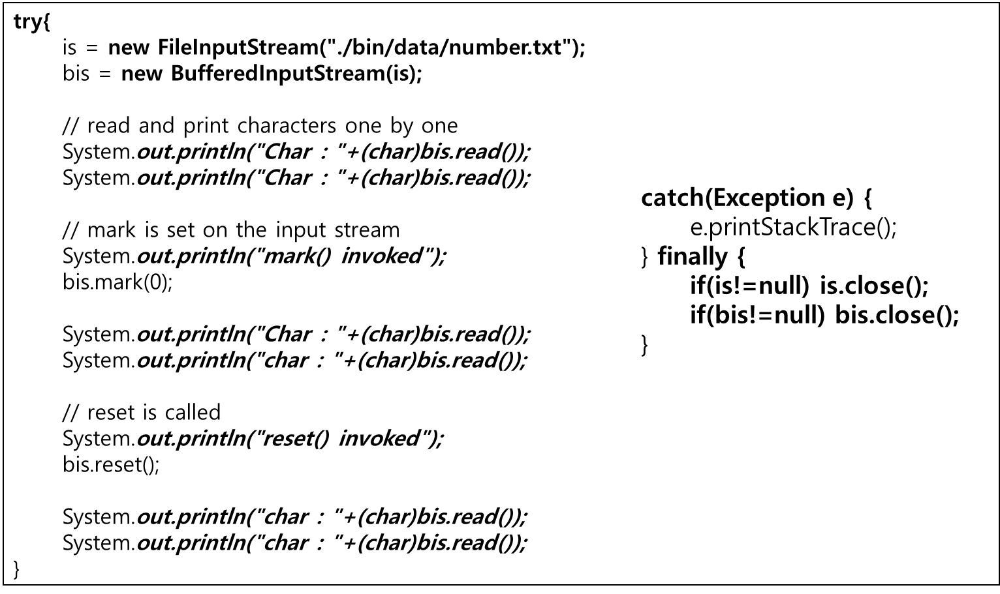 try{
is = new FileInputStream("./bin/data/number.txt");
bis = new BufferedInputStream(is);
// read and print characters one by one
System.out.println("Char : "+(char)bis.read());
System.out.println("Char : "+(char)bis.read());
// mark is set on the input stream
System.out.println("mark() invoked");
bis.mark(0);
System.out.println("Char : "+(char)bis.read());
System.out.println("char : "+(char)bis.read());
// reset is called
System.out.println("reset() invoked");
bis.reset();
System.out.println("char : "+(char)bis.read());
System.out.println("char : "+(char)bis.read());
}
catch(Exception e) {
e.printStackTrace();
} finally {
if(is!=null) is.close();
if(bis!=null) bis.close();
}